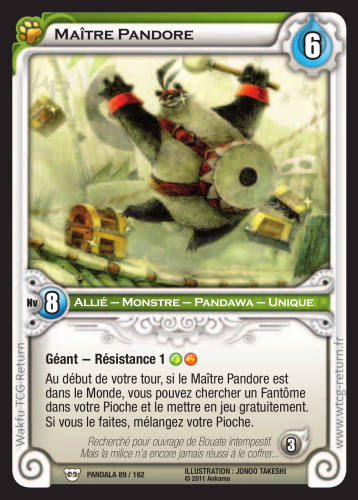 Maître Pandore
6
Nv 8 Allié – Monstre – Pandawa – Unique
Géant – Résistance 1
Au début de votre tour, si le Maître Pandore est
dans le Monde, vous pouvez chercher un Fantôme
dans votre Pioche et le mettre en jeu gratuitement.
Si vous le faites, mélangez votre Pioche.
Recherché pour ouvrage de Bouate intempestif.
Mais la milice n'a encore jamais réussi à le coffrer...
3
PANDALA 89 / 162
ILLUSTRATION : JONOO TAKESHI
© 2011 Ankama
Wakfu TCG Return
www.wtcg-return.fr